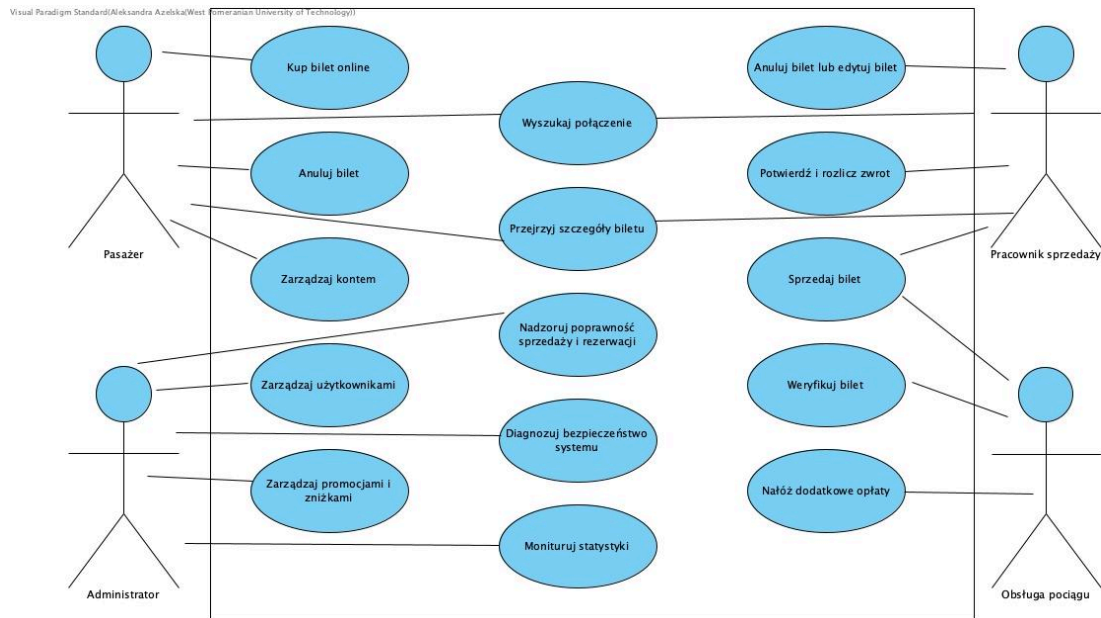 Visual Paradigm Standard(Aleksandra Azelska(West Pomeranian University of Technology))
Kup bilet online
Anuluj bilet lub edytuj bilet
Wyszukaj połączenie
Anuluj bilet
Potwierdź i rozlicz zwrot
Przejrzyj szczegóły biletu
Pasażer
Pracownik sprzedaży
Zarządzaj kontem
Sprzedaj bilet
Nadzoruj poprawność
sprzedaży i rezerwacji
Zarządzaj użytkownikami
Weryfikuj bilet
Diagnozuj bezpieczeństwo
systemu
Zarządzaj promocjami i
zniżkami
Nałóż dodatkowe opłaty
Monituruj statystyki
Administrator
Obsługa pociągu